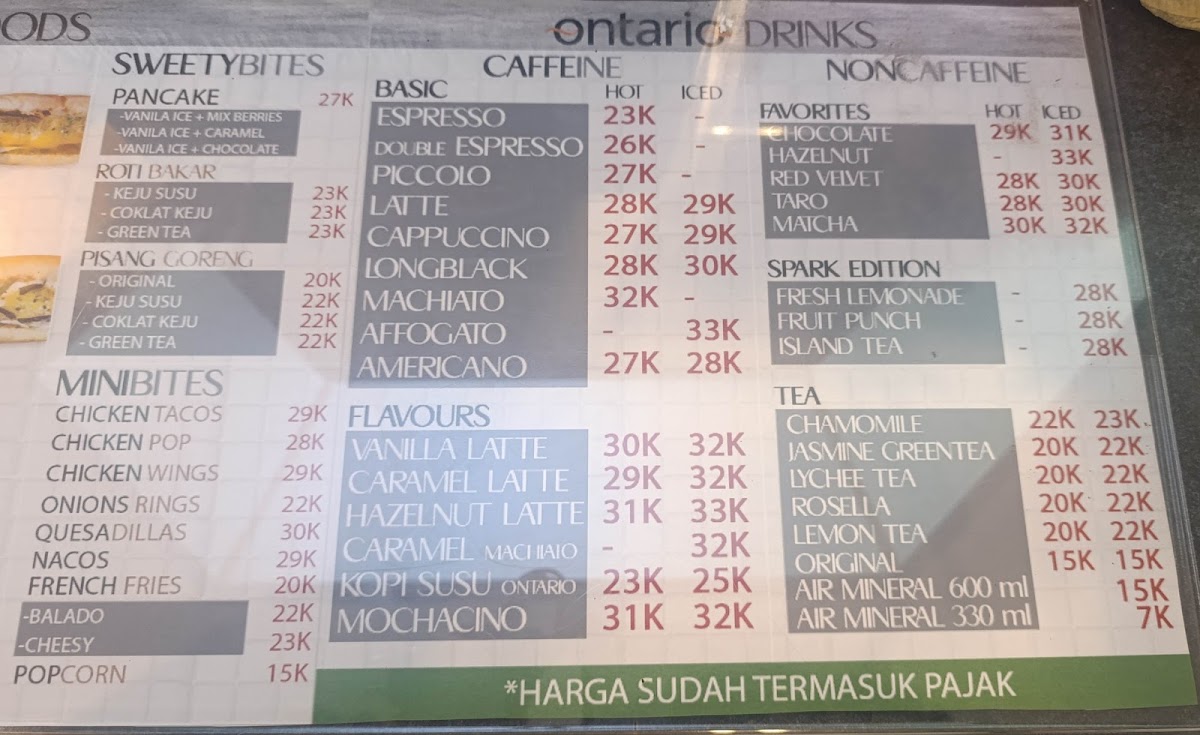 ODS
ontario DRINKS
SWEETYBITES
PANCAKE 27K
-VANILA ICE + MIX BERRIES
-VANILA ICE + CARAMEL
-VANILA ICE + CHOCOLATE
ROTI BAKAR
- KEJU SUSU 23K
- COKLAT KEJU 23K
- GREEN TEA 23K
PISANG GORENG
- ORIGINAL 20K
- KEJU SUSU 22K
- COKLAT KEJU 22K
- GREEN TEA 22K
MINIBITES
CHICKEN TACOS 29K
CHICKEN POP 28K
CHICKEN WINGS 29K
ONIONS RINGS 22K
QUESADILLAS 30K
NACOS 29K
FRENCH FRIES 20K
-BALADO 22K
-CHEESY 23K
POPCORN 15K
CAFFEINE
BASIC HOT ICED
ESPRESSO 23K -
DOUBLE ESPRESSO 26K -
PICCOLO 27K -
LATTE 28K 29K
CAPPUCCINO 27K 29K
LONGBLACK 28K 30K
MACHIATO 32K -
AFFOGATO - 33K
AMERICANO 27K 28K
FLAVOURS
VANILLA LATTE 30K 32K
CARAMEL LATTE 29K 32K
HAZELNUT LATTE 31K 33K
CARAMEL MACHIATO - 32K
KOPI SUSU ONTARIO 23K 25K
MOCHACINO 31K 32K
NONCAFFEINE
FAVORITES HOT ICED
CHOCOLATE 29K 31K
HAZELNUT - 33K
RED VELVET 28K 30K
TARO 28K 30K
MATCHA 30K 32K
SPARK EDITION
FRESH LEMONADE - 28K
FRUIT PUNCH - 28K
ISLAND TEA - 28K
TEA
CHAMOMILE 22K 23K
JASMINE GREENTEA 20K 22K
LYCHEE TEA 20K 22K
ROSELLA 20K 22K
LEMON TEA 20K 22K
ORIGINAL 15K 15K
AIR MINERAL 600 ml 15K
AIR MINERAL 330 ml 7K
*HARGA SUDAH TERMASUK PAJAK